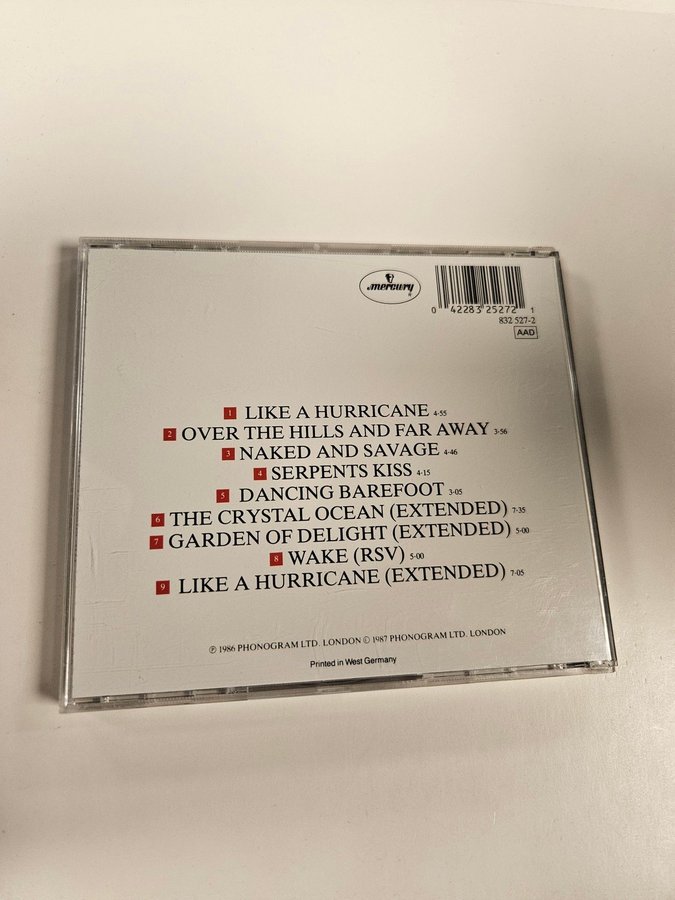 mercury
0 42283 25272 1
832 527-2
AAD
1 LIKE A HURRICANE 4-55
2 OVER THE HILLS AND FAR AWAY 3-56
3 NAKED AND SAVAGE 4-46
4 SERPENTS KISS 4-15
5 DANCING BAREFOOT 3-05
6 THE CRYSTAL OCEAN (EXTENDED) 7-35
7 GARDEN OF DELIGHT (EXTENDED) 5-00
8 WAKE (RSV) 5-00
9 LIKE A HURRICANE (EXTENDED) 7-05
℗ 1986 PHONOGRAM LTD. LONDON © 1987 PHONOGRAM LTD. LONDON
Printed in West Germany